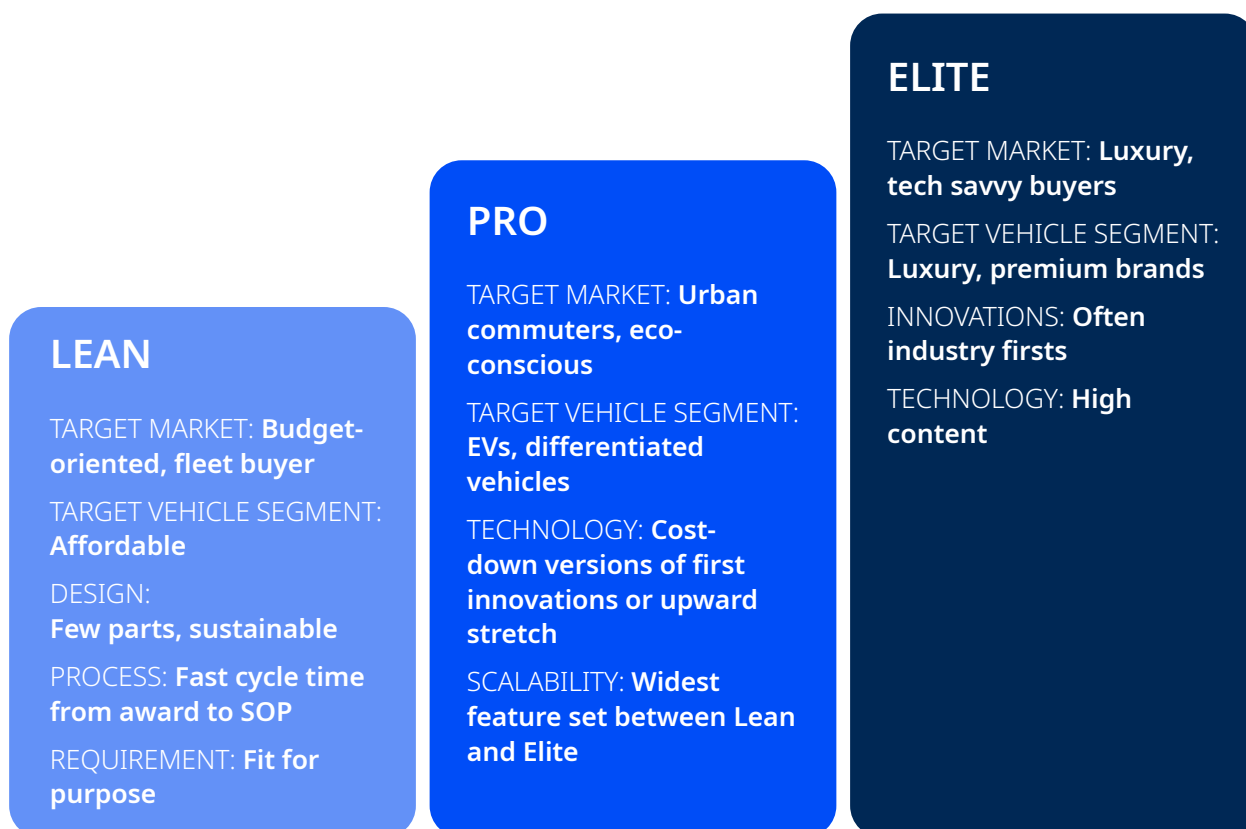 LEAN
TARGET MARKET: Budget-
oriented, fleet buyer
TARGET VEHICLE SEGMENT:
Affordable
DESIGN:
Few parts, sustainable
PROCESS: Fast cycle time
from award to SOP
REQUIREMENT: Fit for
purpose
PRO
TARGET MARKET: Urban
commuters, eco-
conscious
TARGET VEHICLE SEGMENT:
EVs, differentiated
vehicles
TECHNOLOGY: Cost-
down versions of first
innovations or upward
stretch
SCALABILITY: Widest
feature set between Lean
and Elite
ELITE
TARGET MARKET: Luxury,
tech savvy buyers
TARGET VEHICLE SEGMENT:
Luxury, premium brands
INNOVATIONS: Often
industry firsts
TECHNOLOGY: High
content